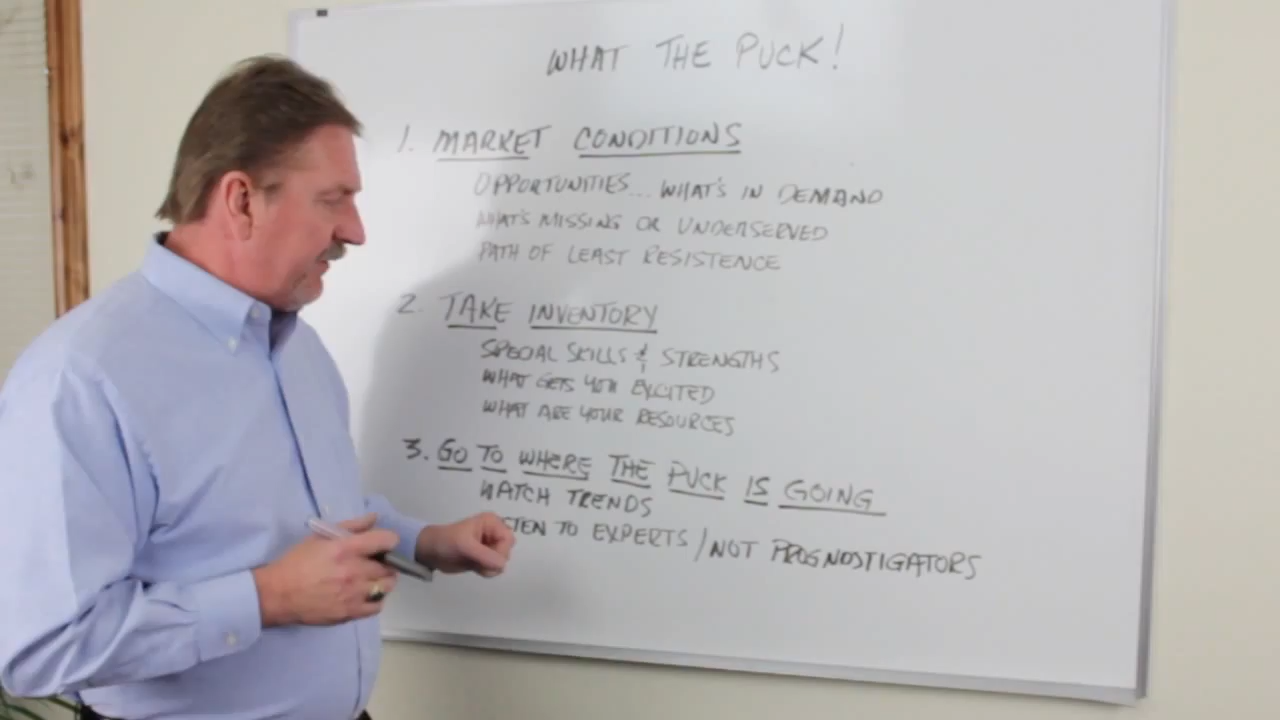 WHAT THE PUCK!
1. MARKET CONDITIONS
OPPORTUNITIES... WHAT'S IN DEMAND
WHAT'S MISSING OR UNDERSERVED
PATH OF LEAST RESISTENCE
2. TAKE INVENTORY
SPECIAL SKILLS & STRENGTHS
WHAT GETS YOU EXCITED
WHAT ARE YOUR RESOURCES
3. GO TO WHERE THE PUCK IS GOING
WATCH TRENDS
STEN TO EXPERTS / NOT PROGNOSTIGATORS